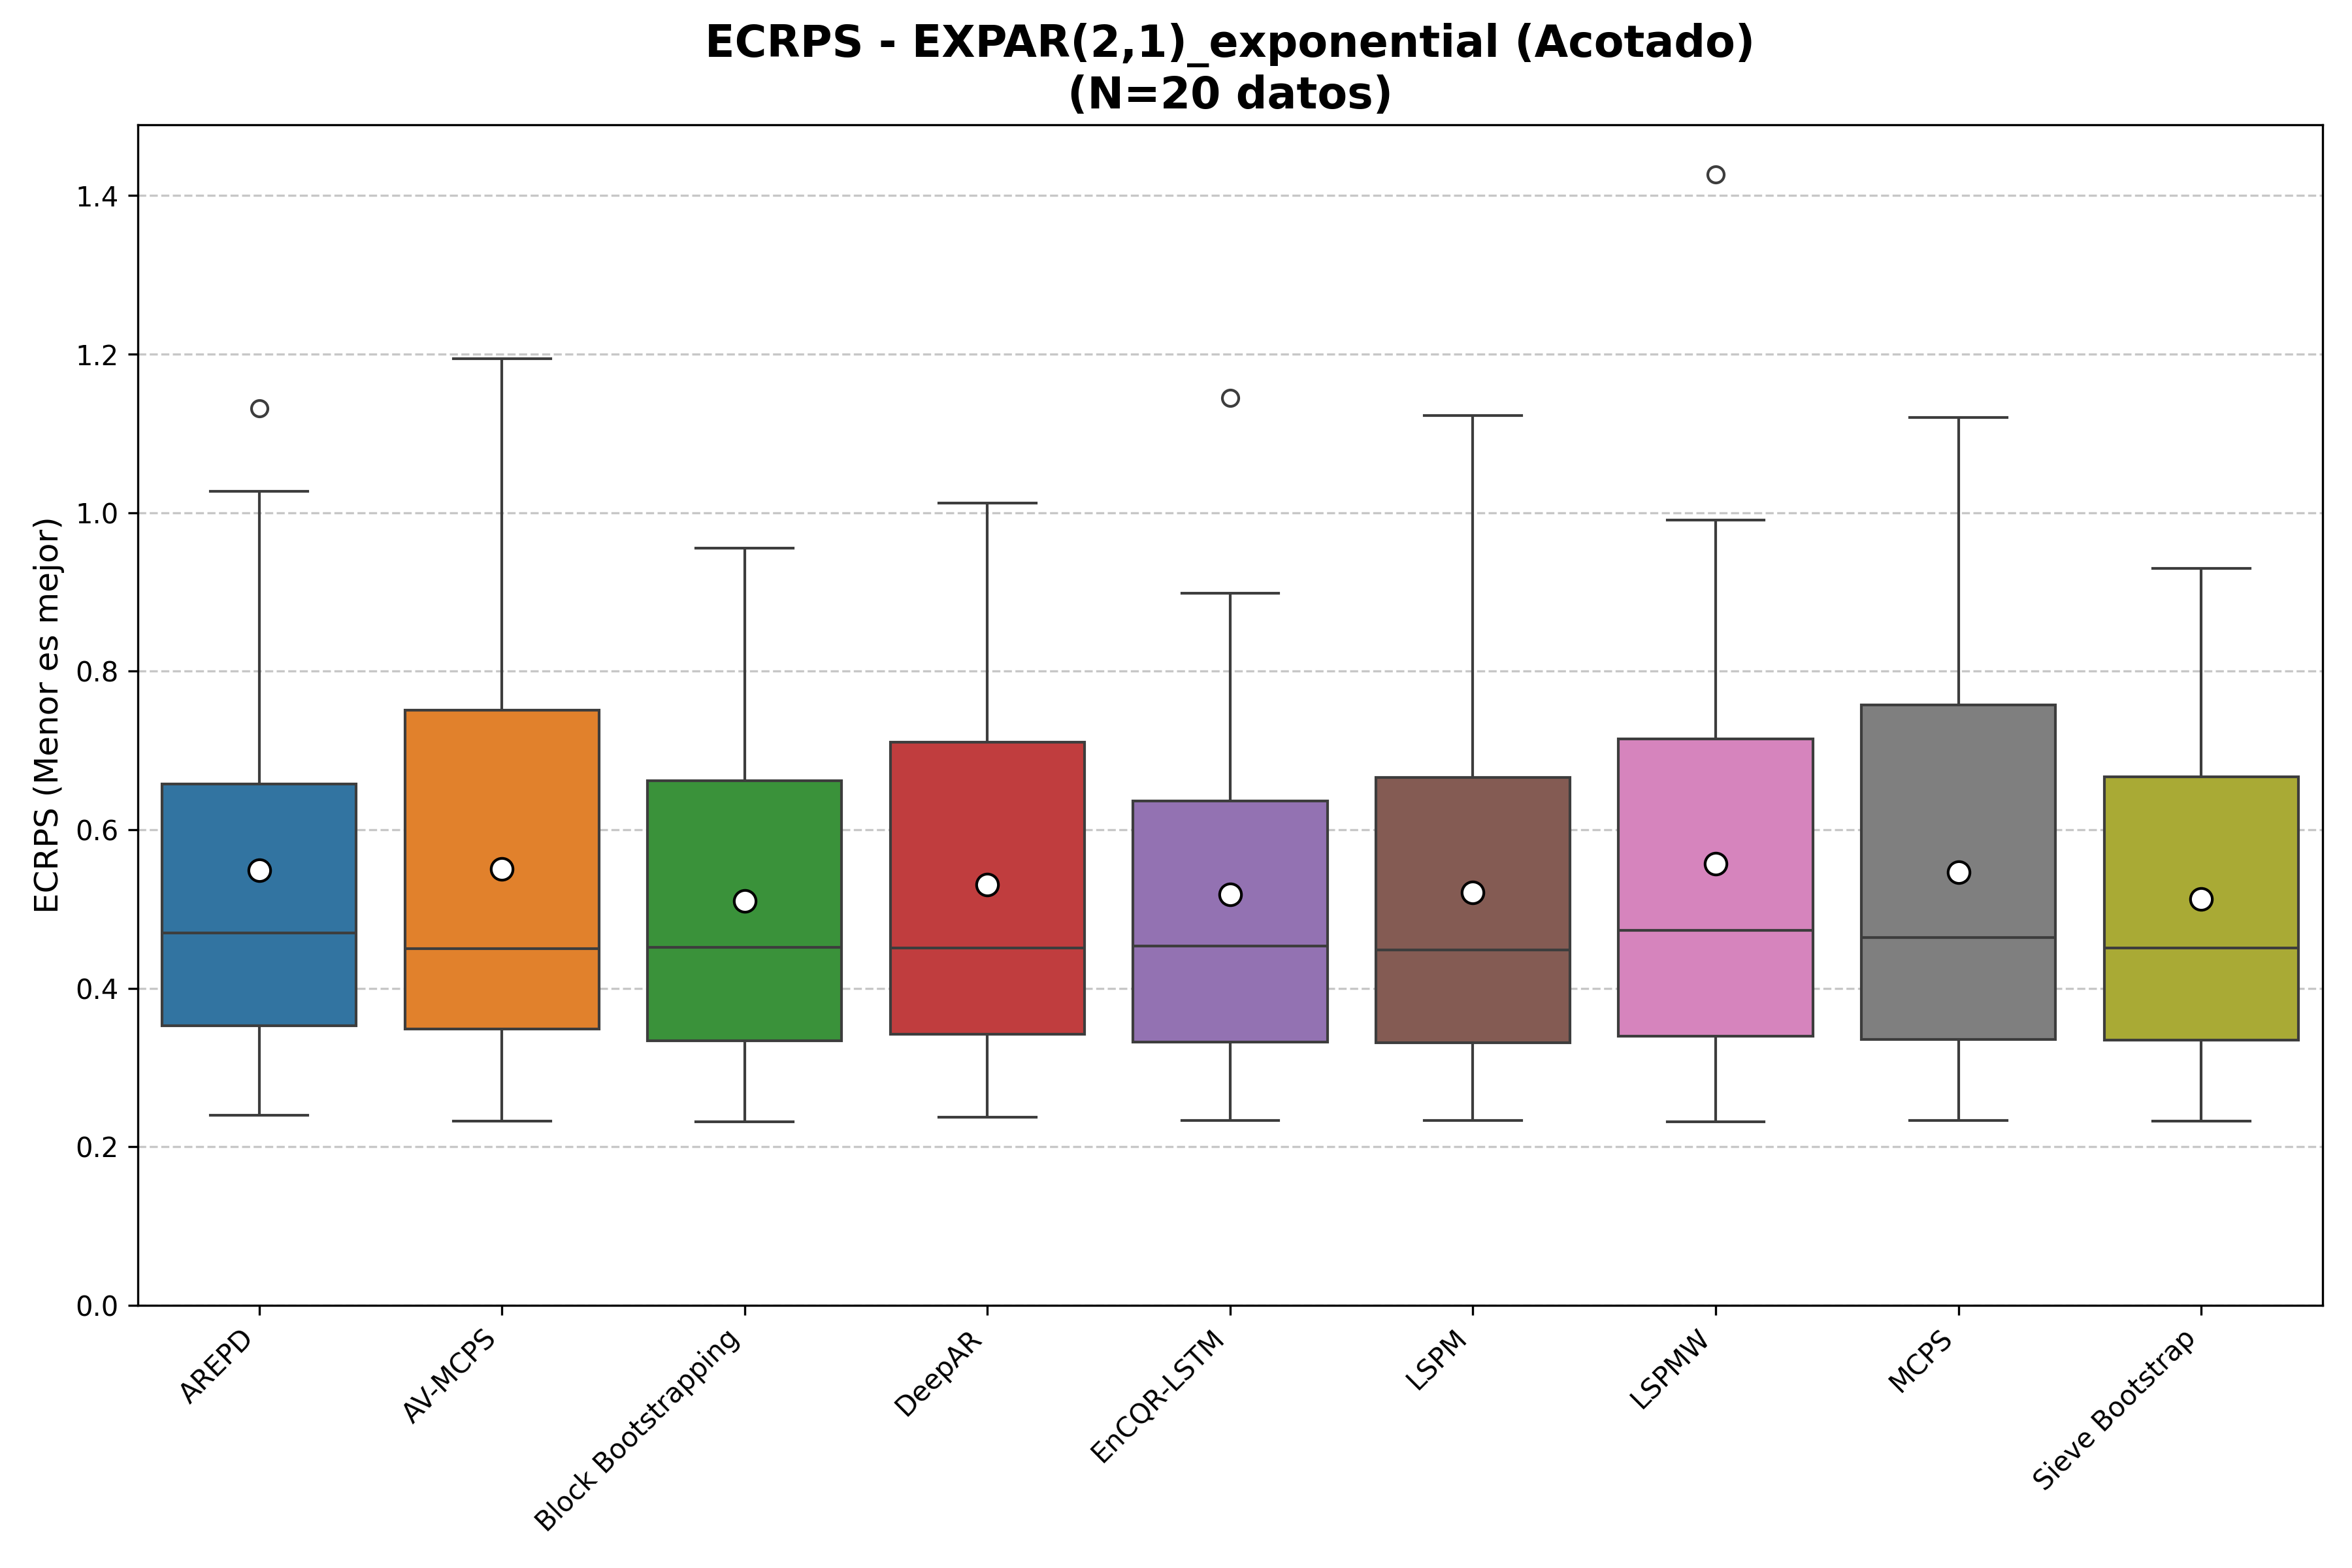 ECRPS - EXPAR(2,1)_exponential (Acotado)
(N=20 datos)
ECRPS (Menor es mejor)
1.4
1.2
1.0
0.8
0.6
0.4
0.2
0.0
AREPD
AV-MCPS
Block Bootstrapping
DeepAR
EnCQR-LSTM
LSPM
LSPMW
MCPS
Sieve Bootstrap